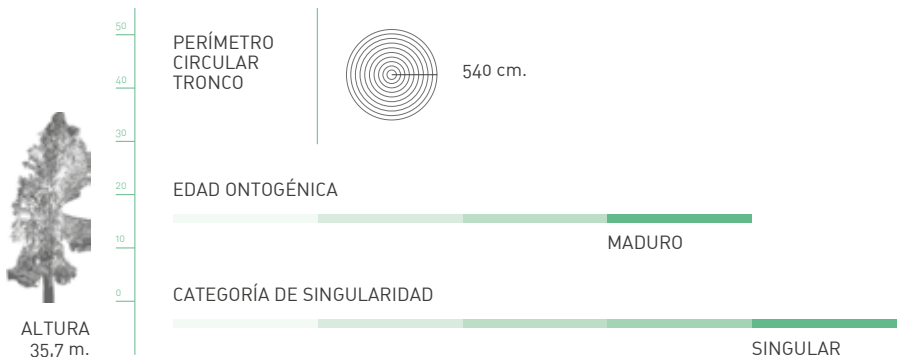 50
40
30
20
10
0
ALTURA
35,7 m.
PERÍMETRO
CIRCULAR
TRONCO
540 cm.
EDAD ONTOGÉNICA
MADURO
CATEGORÍA DE SINGULARIDAD
SINGULAR